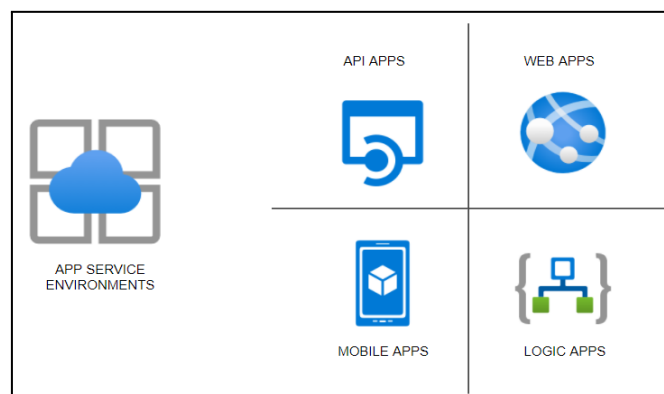 API APPS
WEB APPS
APP SERVICE
ENVIRONMENTS
MOBILE APPS
LOGIC APPS